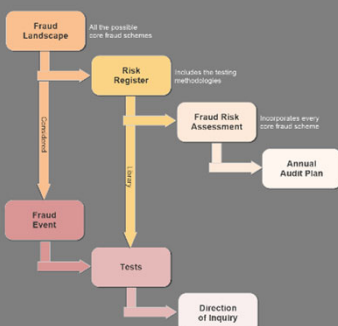 Fraud
Landscape
All the possible
core fraud schemes
Risk
Register
Includes the testing
methodologies
Considered
Library
Fraud Risk
Assessment
Incorporates every
core fraud scheme
Annual
Audit Plan
Fraud
Event
Tests
Direction
of Inquiry